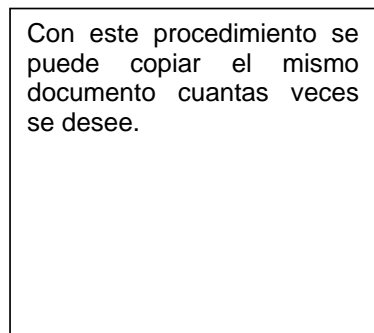 Con este procedimiento se
puede copiar el mismo
documento cuantas veces
se desee.